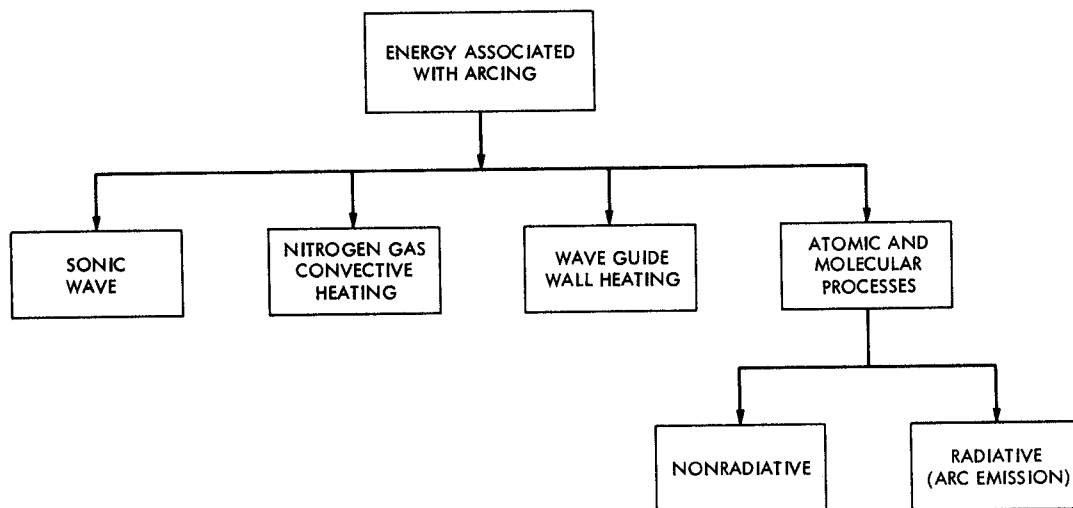 ENERGY ASSOCIATED
WITH ARCING
SONIC
WAVE
NITROGEN GAS
CONVECTIVE
HEATING
WAVE GUIDE
WALL HEATING
ATOMIC AND
MOLECULAR
PROCESSES
NONRADIATIVE
RADIATIVE
(ARC EMISSION)